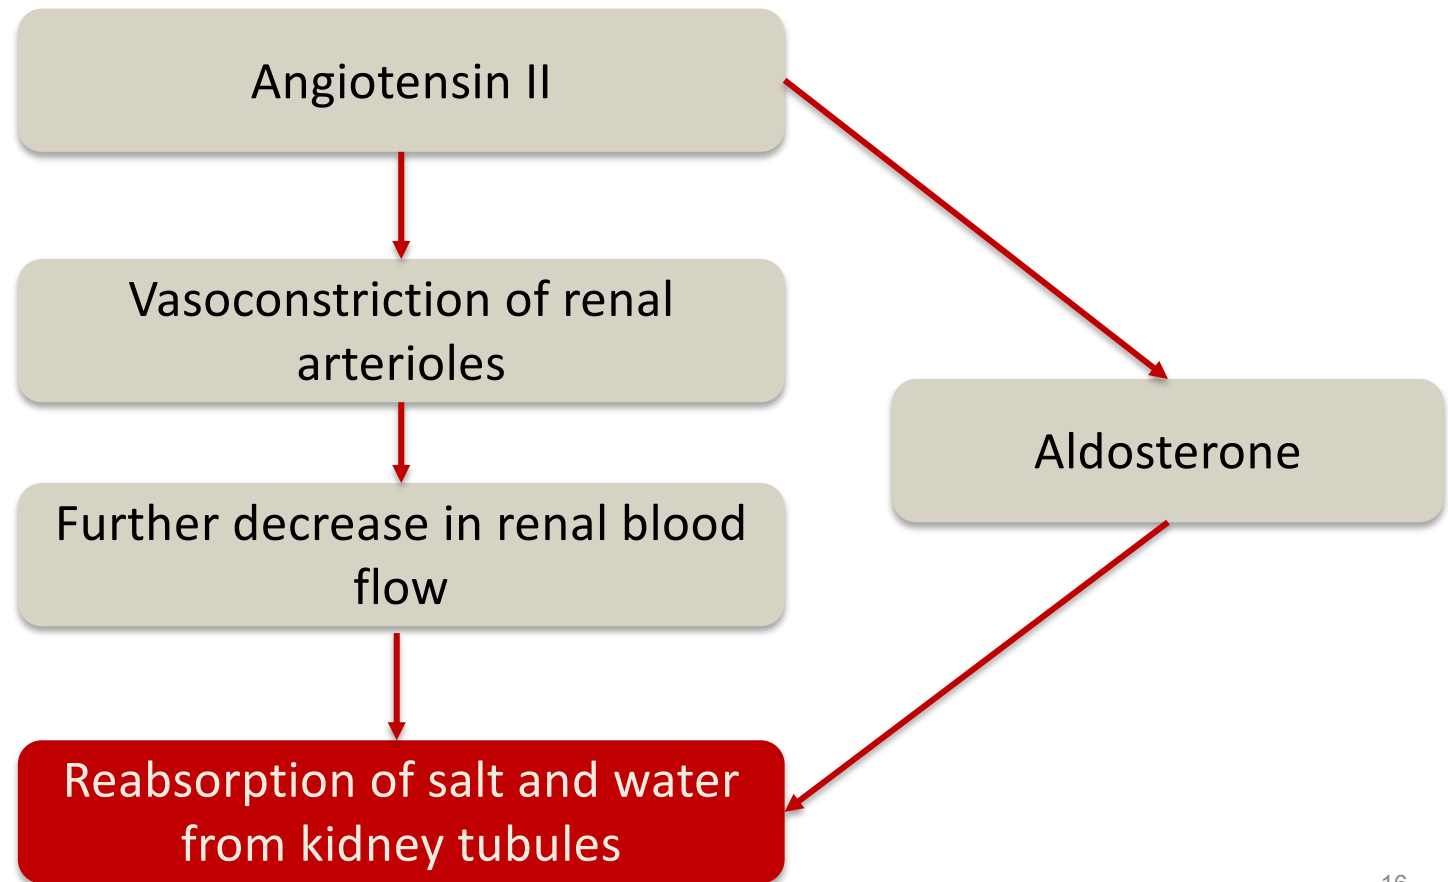 Angiotensin II
Vasoconstriction of renal
arterioles
Further decrease in renal blood
flow
Aldosterone
Reabsorption of salt and water
from kidney tubules
16